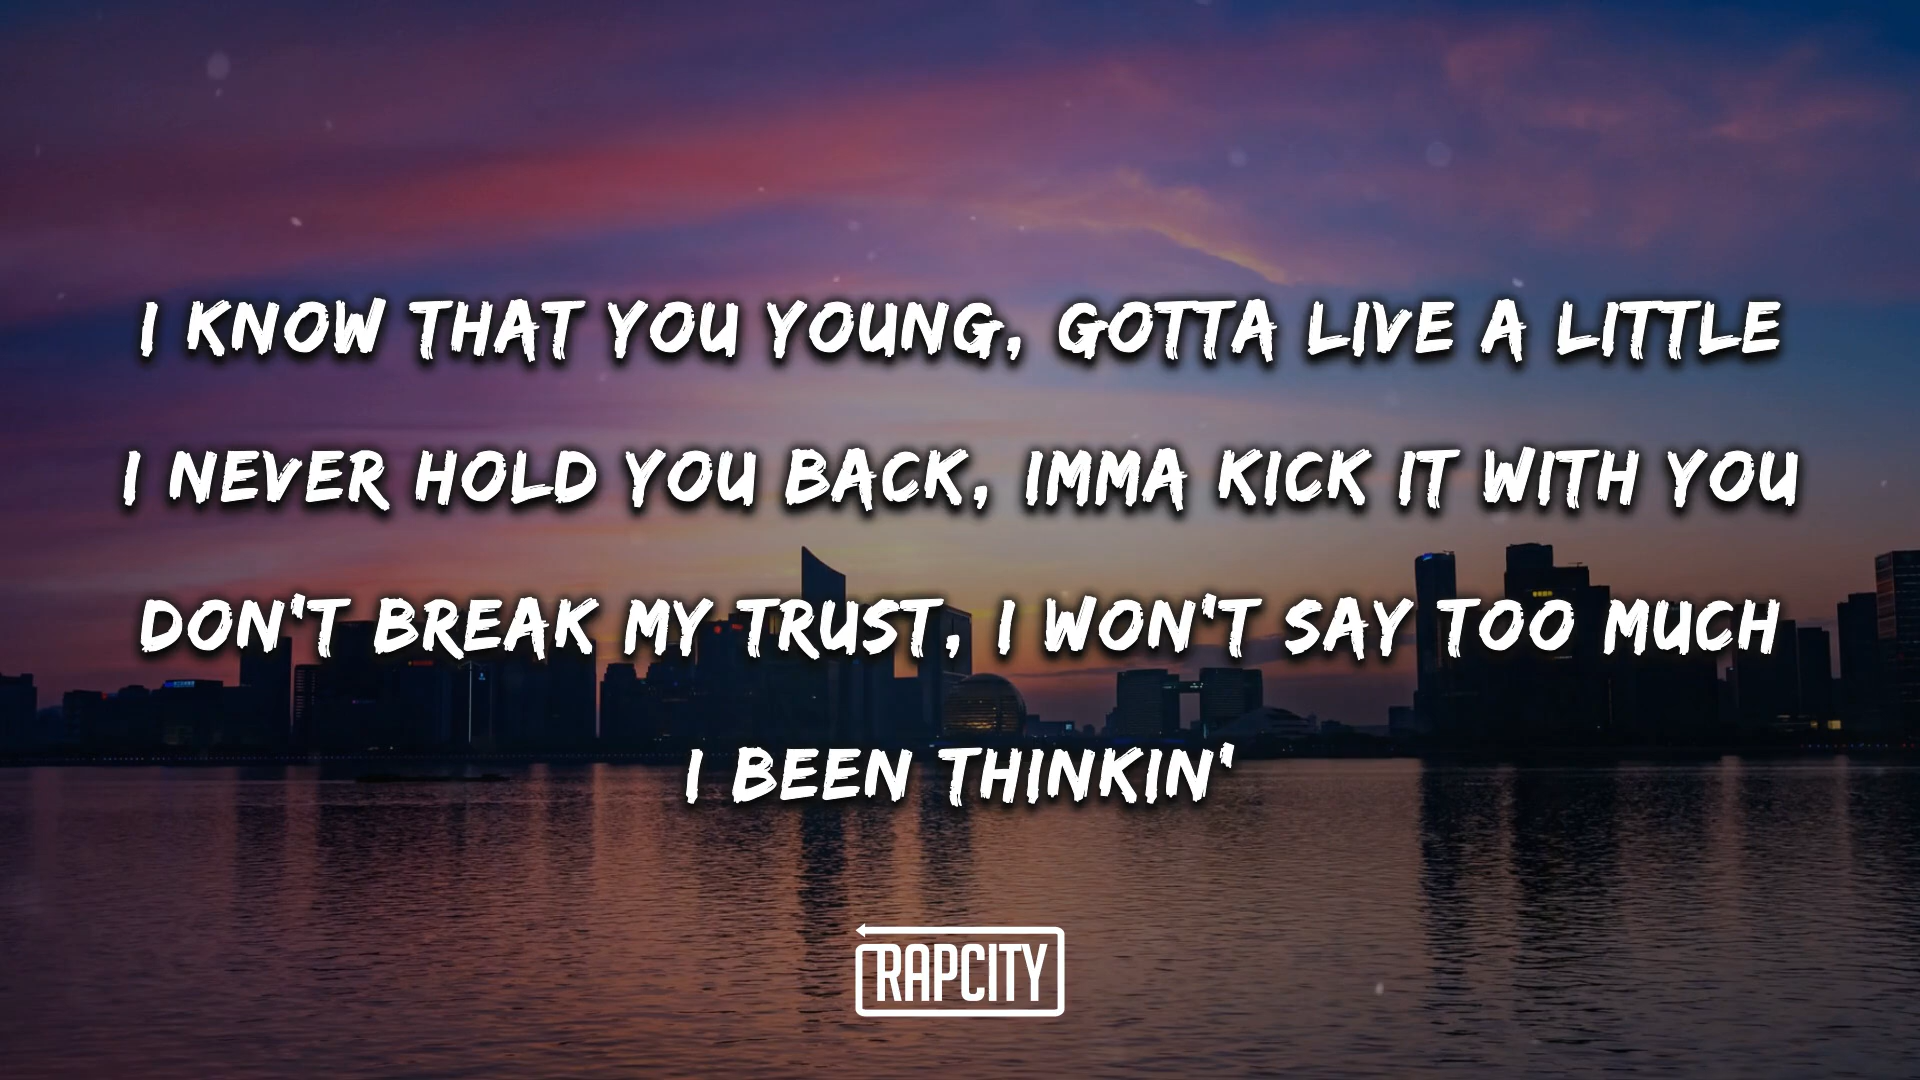 I KNOW THAT YOU YOUNG, GOTTA LIVE A LITTLE
I NEVER HOLD YOU BACK, IMMA KICK IT WITH YOU
DON'T BREAK MY TRUST, I WON'T SAY TOO MUCH
I BEEN THINKIN'
RAPCITY